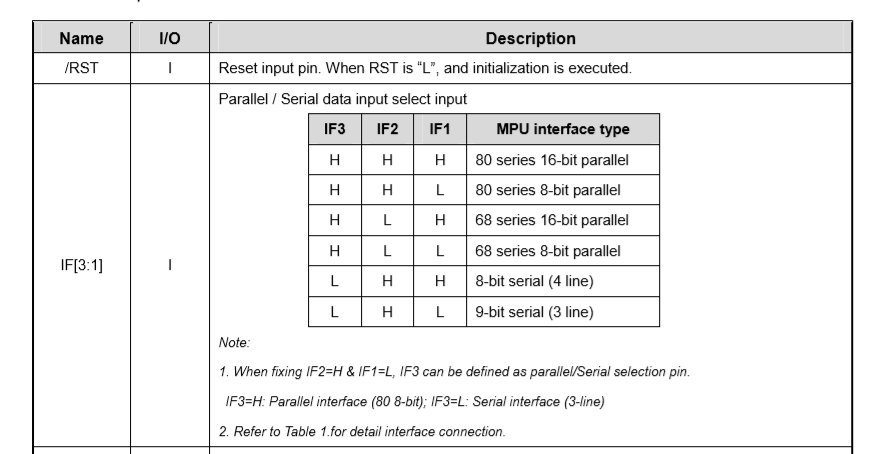 Name I/O Description
/RST I Reset input pin. When RST is “L”, and initialization is executed.
Parallel / Serial data input select input
IF3 IF2 IF1 MPU interface type
H H H 80 series 16-bit parallel
H H L 80 series 8-bit parallel
H L H 68 series 16-bit parallel
H L L 68 series 8-bit parallel
IF[3:1] I
L H H 8-bit serial (4 line)
L H L 9-bit serial (3 line)
Note:
1. When fixing IF2=H & IF1=L, IF3 can be defined as parallel/Serial selection pin.
IF3=H: Parallel interface (80 8-bit); IF3=L: Serial interface (3-line)
2. Refer to Table 1.for detail interface connection.